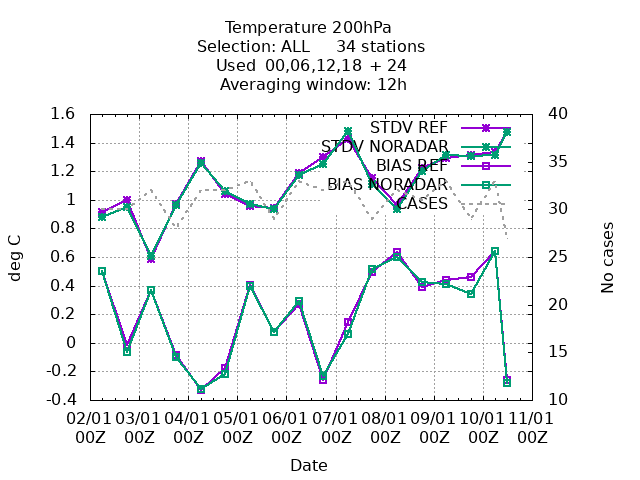 Temperature 200hPa
Selection: ALL 34 stations
Used 00,06,12,18 + 24
Averaging window: 12h
1.6
1.4
1.2
1
0.8
0.6
0.4
0.2
0
-0.2
-0.4
40
35
30
25
20
15
10
STDV REF
STDV NORADAR
BIAS REF
BIAS NORADAR
CASES
deg C
No cases
02/01 03/01 04/01 05/01 06/01 07/01 08/01 09/01 10/01 11/01
00Z 00Z 00Z 00Z 00Z 00Z 00Z 00Z 00Z 00Z
Date